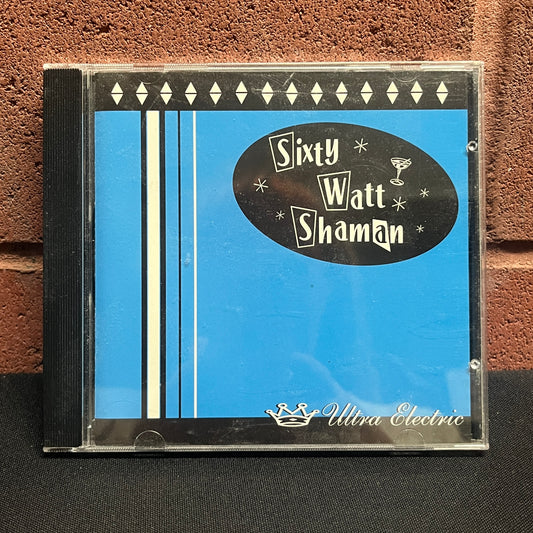 Sixty
Watt
Shaman
Ultra Electric